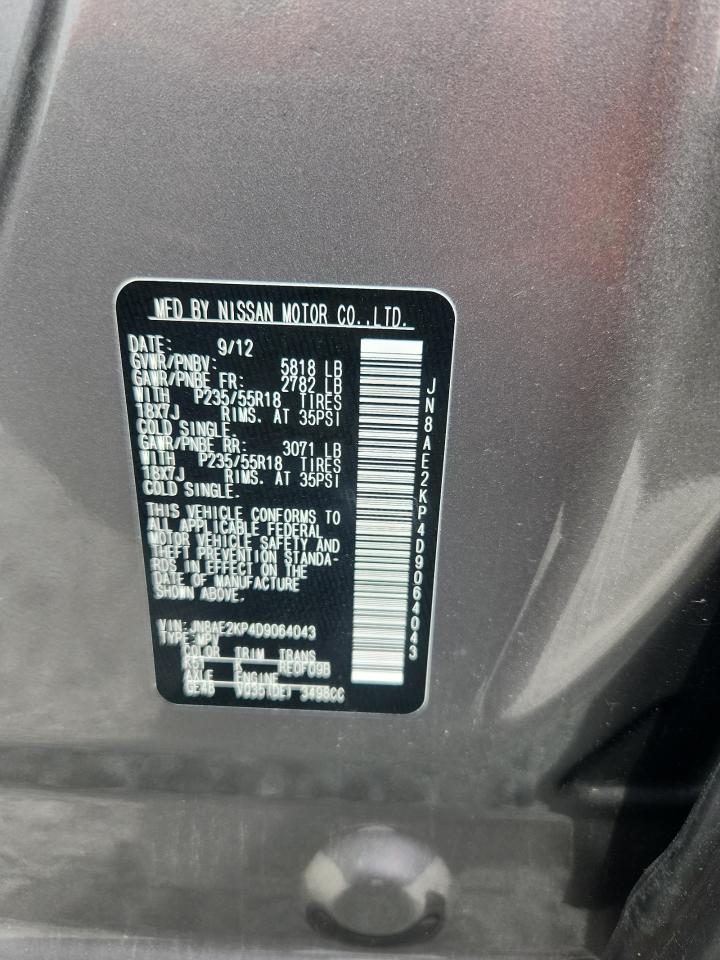 MFD BY NISSAN MOTOR CO.,LTD.
DATE: 9/12
GVWR/PNBV: 5818 LB
GAWR/PNBE FR: 2782 LB
WITH P235/55R18 TIRES
18X7J RIMS. AT 35PSI
COLD SINGLE.
GAWR/PNBE RR: 3071 LB
WITH P235/55R18 TIRES
18X7J RIMS. AT 35PSI
COLD SINGLE.
THIS VEHICLE CONFORMS TO
ALL APPLICABLE FEDERAL
MOTOR VEHICLE SAFETY AND
THEFT PREVENTION STANDA-
RDS IN EFFECT ON THE
DATE OF MANUFACTURE
SHOWN ABOVE.
VIN: JN8AE2KP4D9064043
TYPE: MPV
COLOR TRIM TRANS
K51 K RE0F09B
AXLE ENGINE
GE4B VQ35(DE) 3498CC
JN8AE2KP4D9064043